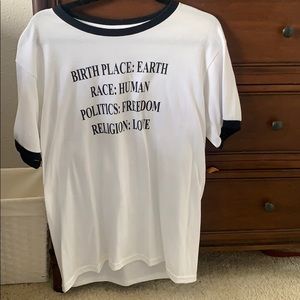 BIRTH PLACE: EARTH
RACE: HUMAN
POLITICS: FREEDOM
RELIGION: LOVE